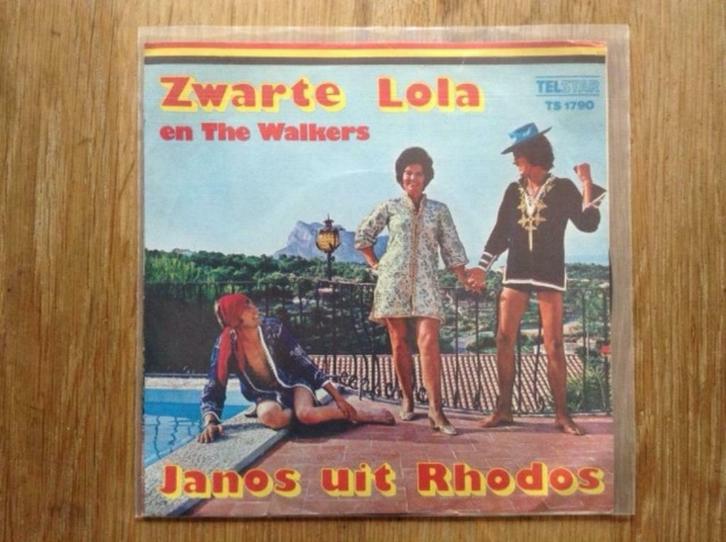 Zwarte Lola
TELSTAR
TS 1790
en The Walkers
Janos uit Rhodos